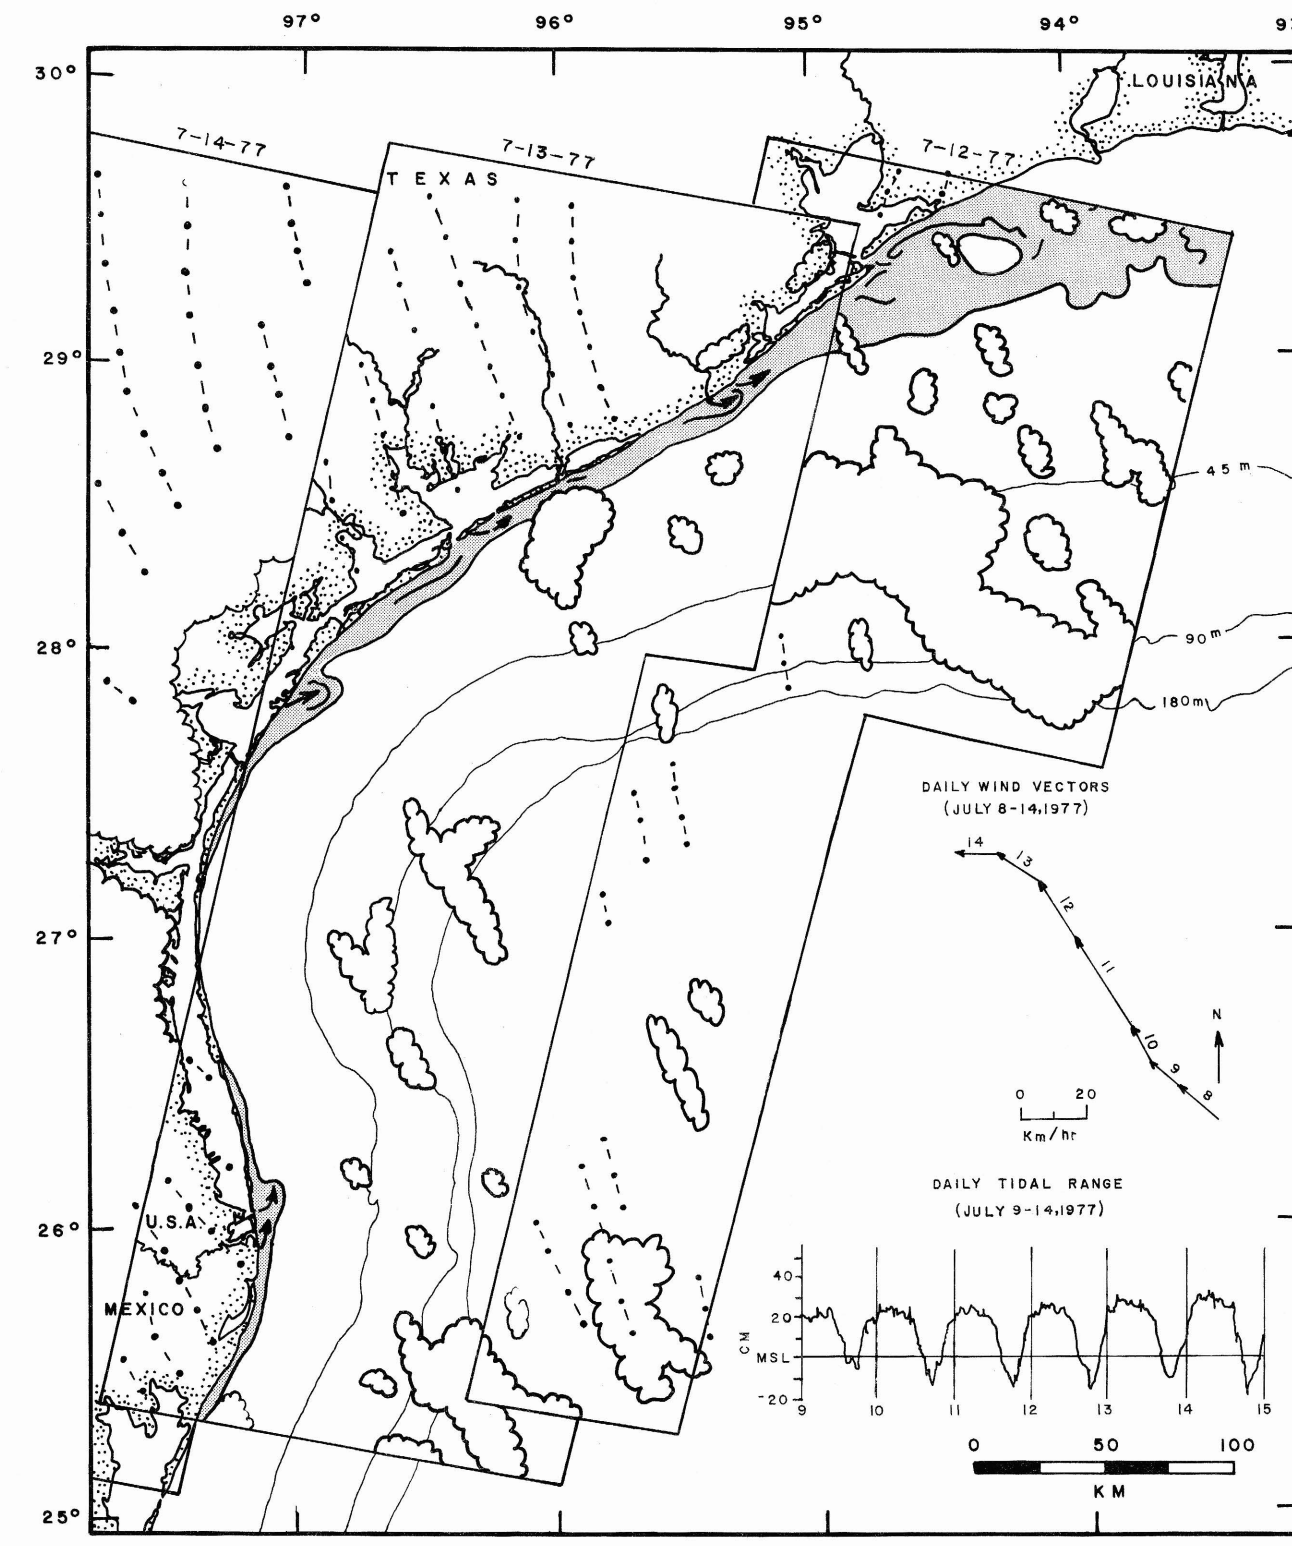 97° 96° 95° 94° 93
30°
LOUISIANA
7-14-77
7-13-77
7-12-77
TEXAS
29°
45 m
28°
90 m
180m
DAILY WIND VECTORS
(JULY 8-14,1977)
14
13
12
27°
11
N
10
9
8
0 20
Km/hr
DAILY TIDAL RANGE
(JULY 9-14,1977)
26°
U.S.A
MEXICO
40
20
CM
MSL
-20
9 10 11 12 13 14 15
0 50 100
KM
25°